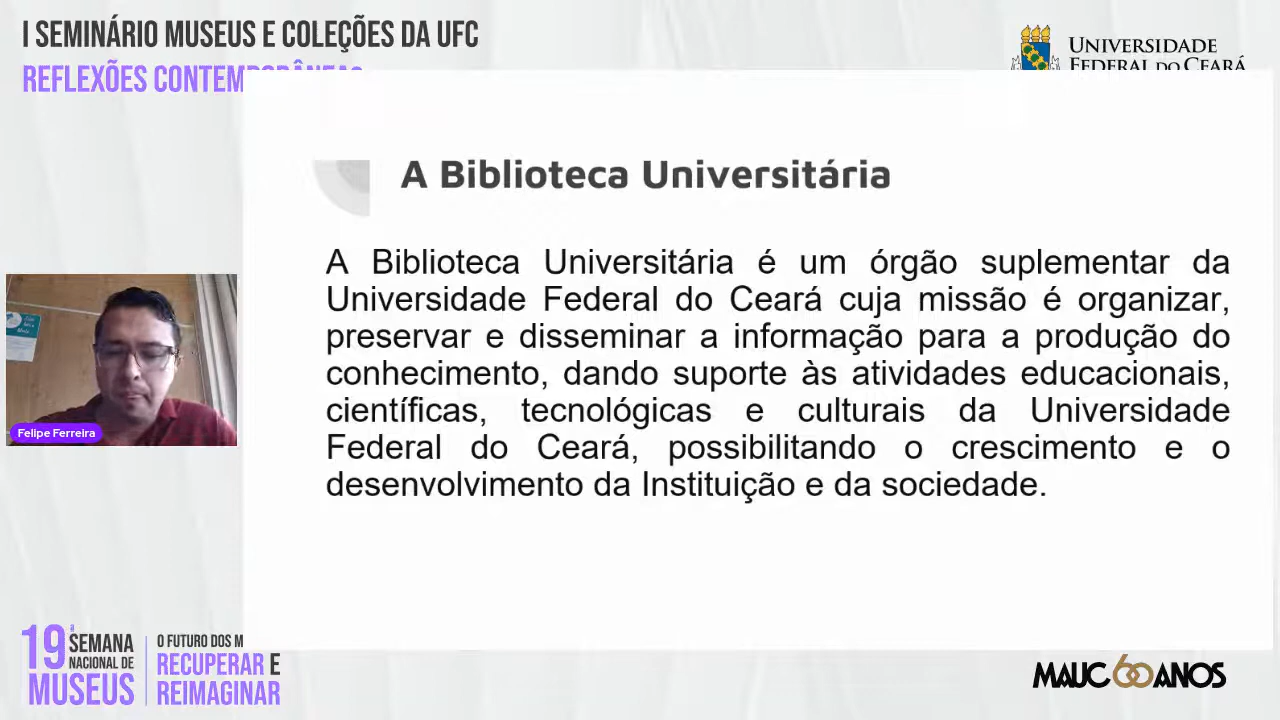 I SEMINÁRIO MUSEUS E COLEÇÕES DA UFC
REFLEXÕES CONTEMPORÂNEAS
UNIVERSIDADE
FEDERAL DO CEARÁ
A Biblioteca Universitária
A Biblioteca Universitária é um órgão suplementar da
Universidade Federal do Ceará cuja missão é organizar,
preservar e disseminar a informação para a produção do
conhecimento, dando suporte às atividades educacionais,
científicas, tecnológicas e culturais da Universidade
Federal do Ceará, possibilitando o crescimento e o
desenvolvimento da Instituição e da sociedade.
Felipe Ferreira
19ª SEMANA
NACIONAL DE
MUSEUS
O FUTURO DOS M
RECUPERAR E
REIMAGINAR
MAUC 60 ANOS